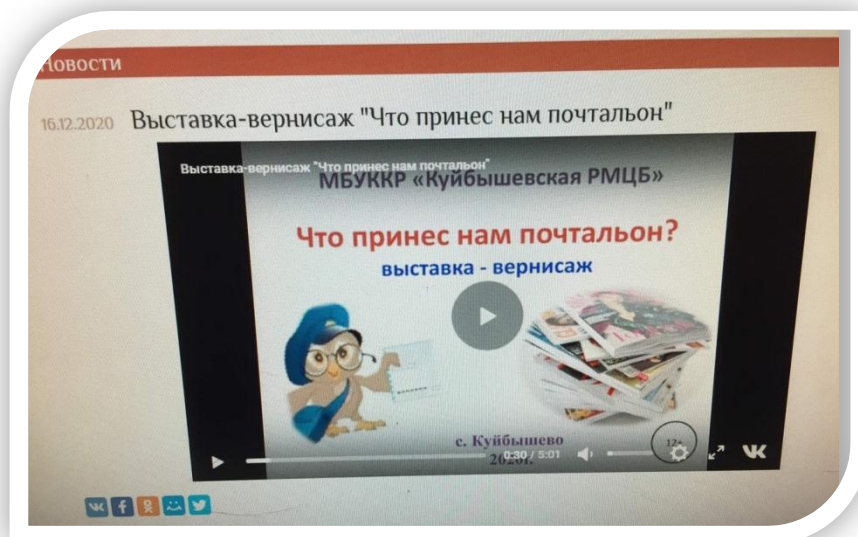 Новости
16.12.2020 Выставка-вернисаж "Что принес нам почтальон"
Выставка-вернисаж "Что принес нам почтальон"
МБУККР «Куйбышевская РМЦБ»
Что принес нам почтальон?
выставка - вернисаж
с. Куйбышево
2020г.
12+
0:30 / 5:01